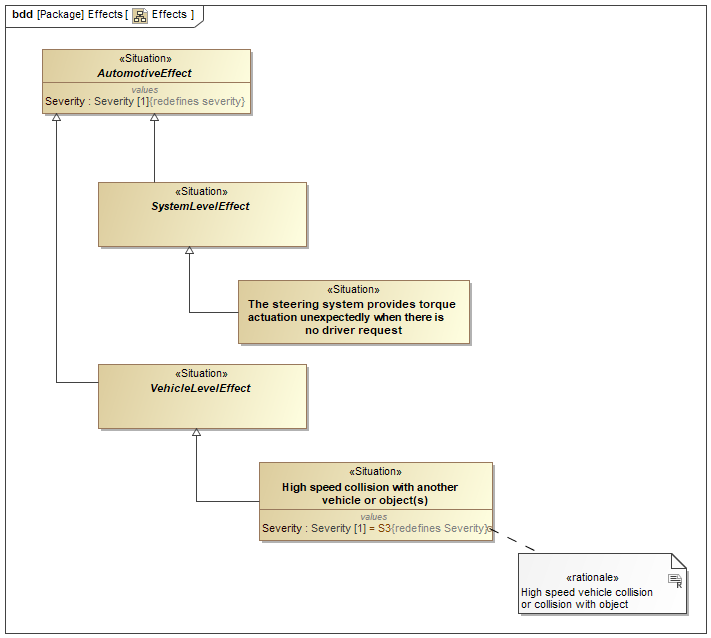 bdd [Package] Effects [ Effects ]
«Situation»
AutomotiveEffect
values
Severity : Severity [1]{redefines severity}
«Situation»
SystemLevelEffect
«Situation»
The steering system provides torque
actuation unexpectedly when there is
no driver request
«Situation»
VehicleLevelEffect
«Situation»
High speed collision with another
vehicle or object(s)
values
Severity : Severity [1] = S3{redefines Severity}s
«rationale»
R
High speed vehicle collision
or collision with object